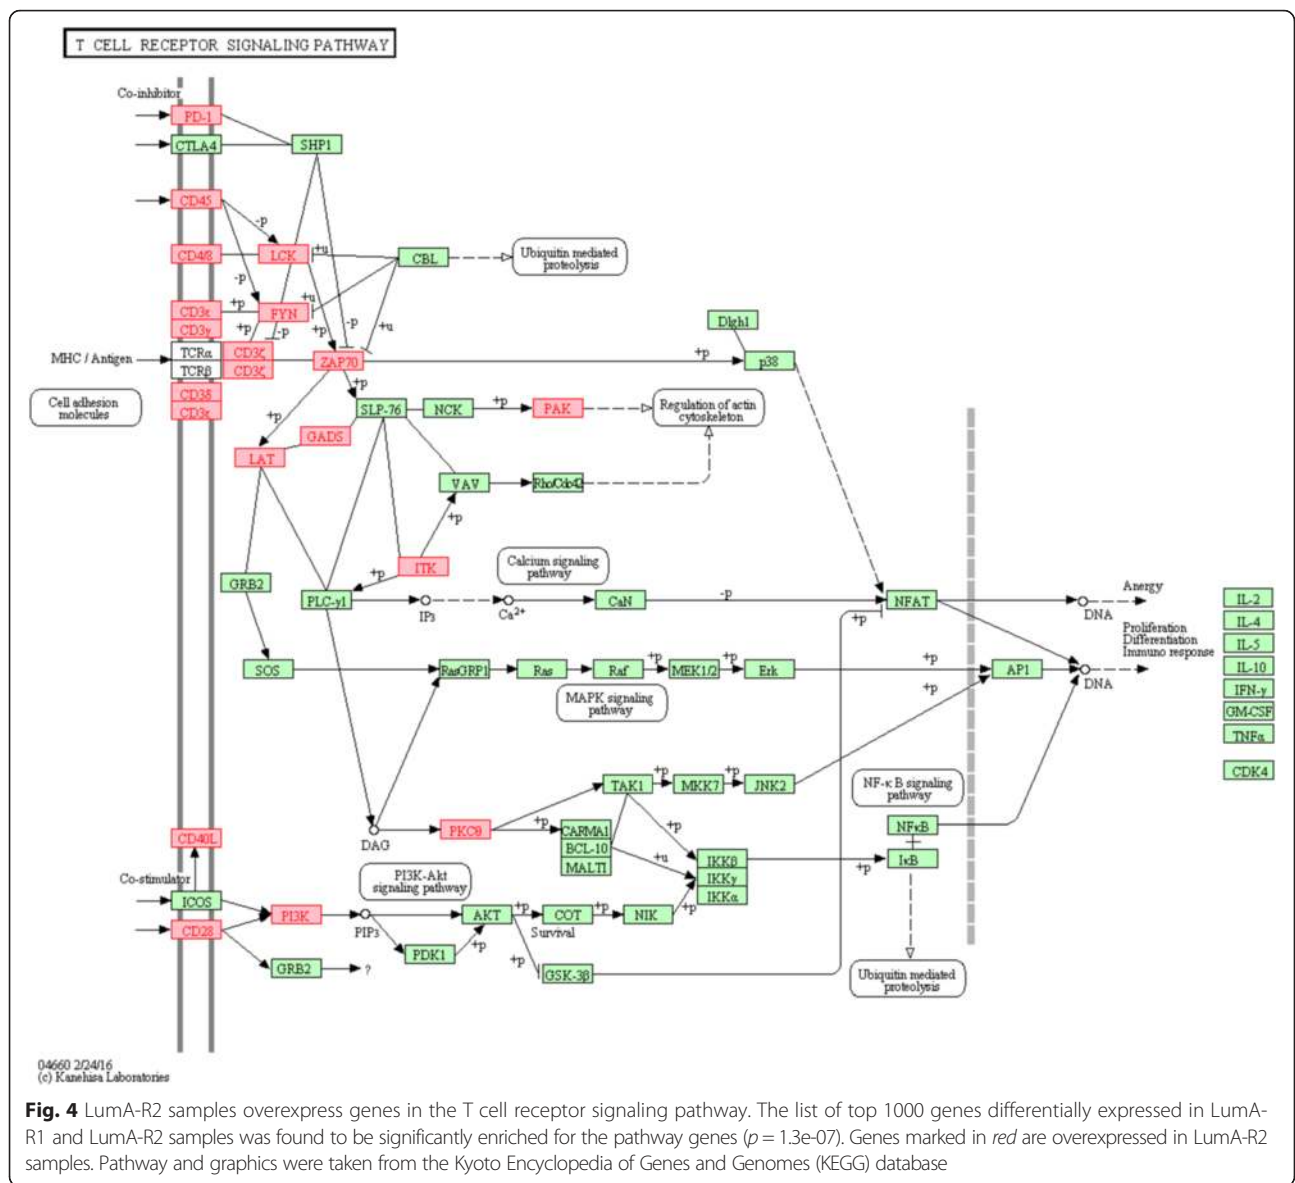 T CELL RECEPTOR SIGNALING PATHWAY
Co-inhibitor
PD-1
CTLA4
SHP1
CD45
-p
CD4/8
LCK
+u
CBL
Ubiquitin mediated
proteolysis
-p
CD3ε
+p
FYN
+u
CD3γ
+p
-p
+p
-p
+u
Dlgh1
MHC / Antigen
TCRα
CD3ζ
TCRβ
CD3ζ
ZAP70
+p
p38
Cell adhesion
molecules
CD3δ
CD3ε
+p
+p
SLP-76
NCK
+p
PAK
Regulation of actin
cytoskeleton
GADS
LAT
VAV
Rho/Cdc42
+p
ITK
+p
Calcium signaling
pathway
GRB2
PLC-γ1
IP3
Ca2+
CaN
-p
NFAT
+p
DNA
Anergy
Proliferation
Differentiation
Immuno response
SOS
RasGRP1
Ras
Raf
+p
MEK1/2
+p
Erk
+p
AP1
DNA
+p
MAPK signaling
pathway
IL-2
IL-4
IL-5
IL-10
IFN-γ
GM-CSF
TNFα
CDK4
TAK1
+p
MKK7
+p
JNK2
NF-κB signaling
pathway
CD40L
DAG
PKCθ
+p
CARMA1
BCL-10
MALT1
+p
+u
IKKβ
IKKγ
IKKα
+p
NFκB
IκB
Co-stimulator
ICOS
CD28
PI3K-Akt
signaling pathway
PI3K
PIP3
PDK1
+p
AKT
+p
COT
+p
NIK
+p
Survival
+p
GSK-3β
GRB2
?
Ubiquitin mediated
proteolysis
04660 2/24/16
(c) Kanehisa Laboratories
Fig. 4 LumA-R2 samples overexpress genes in the T cell receptor signaling pathway. The list of top 1000 genes differentially expressed in LumA-
R1 and LumA-R2 samples was found to be significantly enriched for the pathway genes (p = 1.3e-07). Genes marked in red are overexpressed in LumA-R2
samples. Pathway and graphics were taken from the Kyoto Encyclopedia of Genes and Genomes (KEGG) database